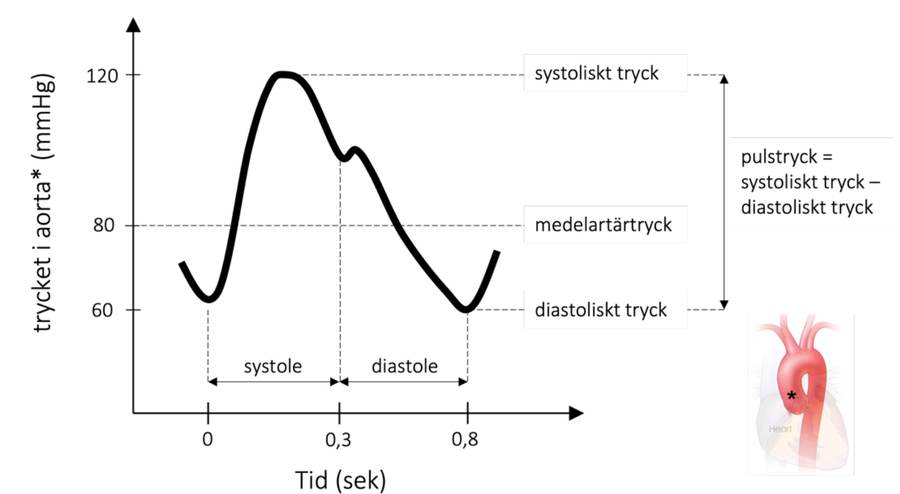 trycket i aorta* (mmHg)
120
80
60
systoliskt tryck
medelartärtryck
diastoliskt tryck
pulstryck =
systoliskt tryck –
diastoliskt tryck
systole
diastole
0
0,3
0,8
Tid (sek)
*
Heart